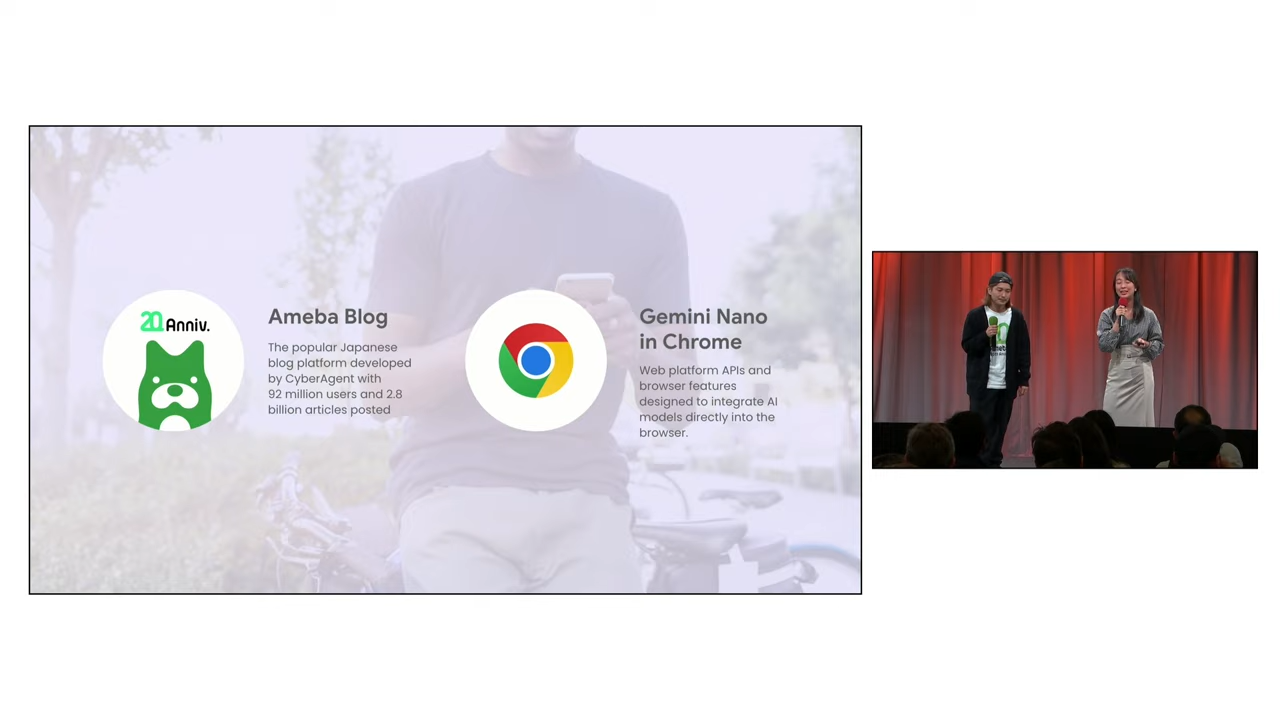 20 Anniv.
Ameba Blog
The popular Japanese
blog platform developed
by CyberAgent with
92 million users and 2.8
billion articles posted
Gemini Nano
in Chrome
Web platform APIs and
browser features
designed to integrate AI
models directly into the
browser.